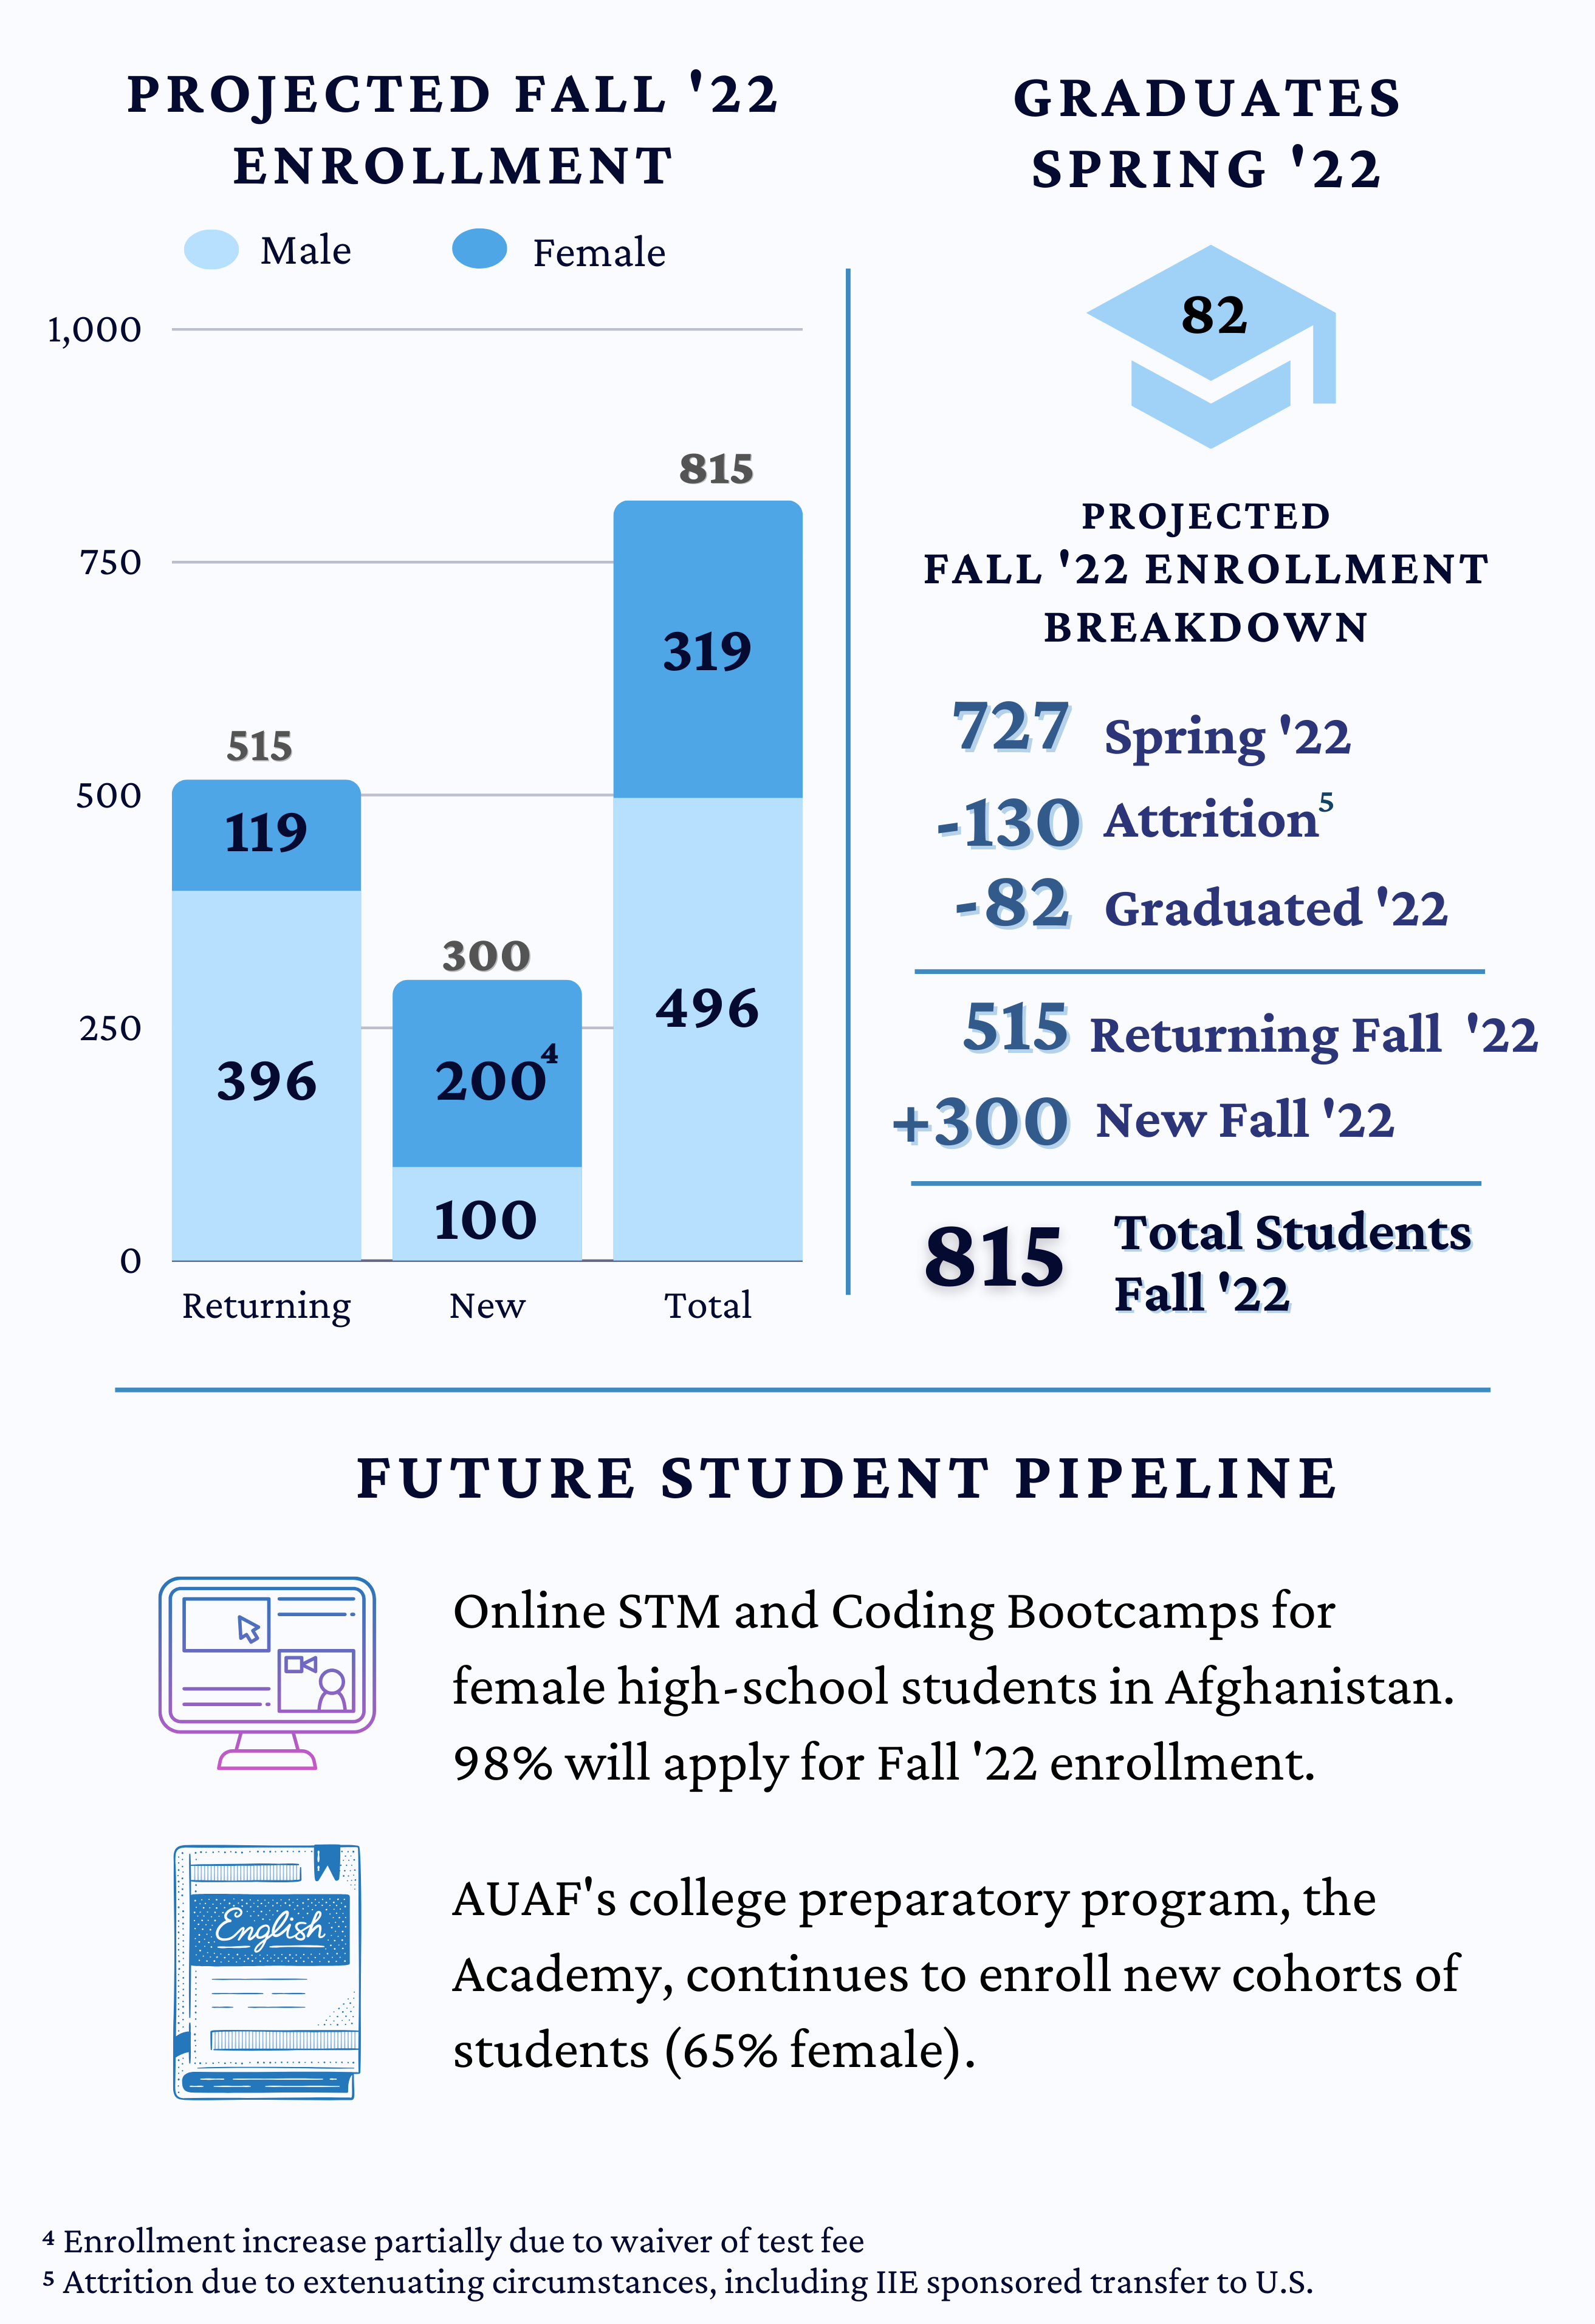 PROJECTED FALL '22
ENROLLMENT
Male
Female
1,000
750
500
250
0
515
119
396
300
200⁴
100
815
319
496
Returning
New
Total
GRADUATES
SPRING '22
82
PROJECTED
FALL '22 ENROLLMENT
BREAKDOWN
727 Spring '22
-130 Attrition⁵
-82 Graduated '22
515 Returning Fall '22
+300 New Fall '22
815 Total Students
Fall '22
FUTURE STUDENT PIPELINE
Online STM and Coding Bootcamps for
female high-school students in Afghanistan.
98% will apply for Fall '22 enrollment.
English
AUAF's college preparatory program, the
Academy, continues to enroll new cohorts of
students (65% female).
⁴ Enrollment increase partially due to waiver of test fee
⁵ Attrition due to extenuating circumstances, including IIE sponsored transfer to U.S.